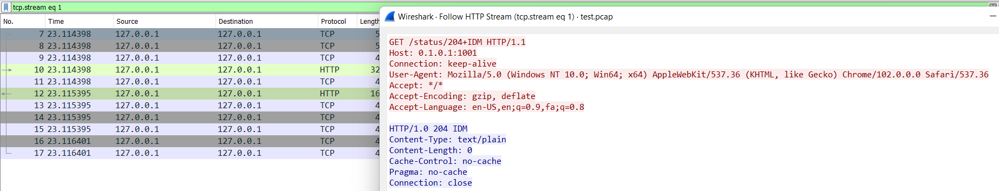 tcp.stream eq 1
No. Time Source Destination Protocol Length
7 23.114398 127.0.0.1 127.0.0.1 TCP 5
8 23.114398 127.0.0.1 127.0.0.1 TCP 5
9 23.114398 127.0.0.1 127.0.0.1 TCP 4
10 23.114398 127.0.0.1 127.0.0.1 HTTP 32
11 23.114398 127.0.0.1 127.0.0.1 TCP 4
12 23.115395 127.0.0.1 127.0.0.1 HTTP 16
13 23.115395 127.0.0.1 127.0.0.1 TCP 4
14 23.115395 127.0.0.1 127.0.0.1 TCP 4
15 23.115395 127.0.0.1 127.0.0.1 TCP 4
16 23.116401 127.0.0.1 127.0.0.1 TCP 4
17 23.116401 127.0.0.1 127.0.0.1 TCP 4
Wireshark · Follow HTTP Stream (tcp.stream eq 1) · test.pcap
GET /status/204+IDM HTTP/1.1
Host: 0.1.0.1:1001
Connection: keep-alive
User-Agent: Mozilla/5.0 (Windows NT 10.0; Win64; x64) AppleWebKit/537.36 (KHTML, like Gecko) Chrome/102.0.0.0 Safari/537.36
Accept: */*
Accept-Encoding: gzip, deflate
Accept-Language: en-US,en;q=0.9,fa;q=0.8
HTTP/1.0 204 IDM
Content-Type: text/plain
Content-Length: 0
Cache-Control: no-cache
Pragma: no-cache
Connection: close